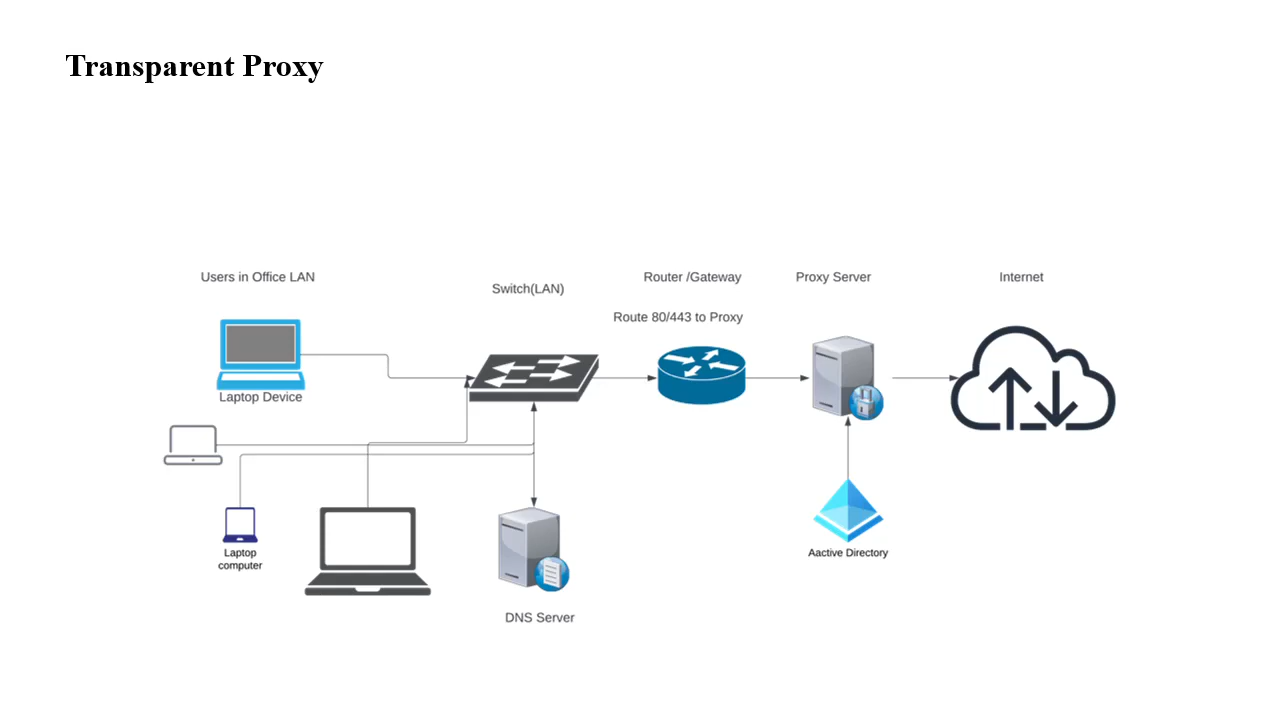 Transparent Proxy
Users in Office LAN
Switch(LAN)
Router /Gateway
Proxy Server
Internet
Route 80/443 to Proxy
Laptop Device
Laptop
computer
Aactive Directory
DNS Server